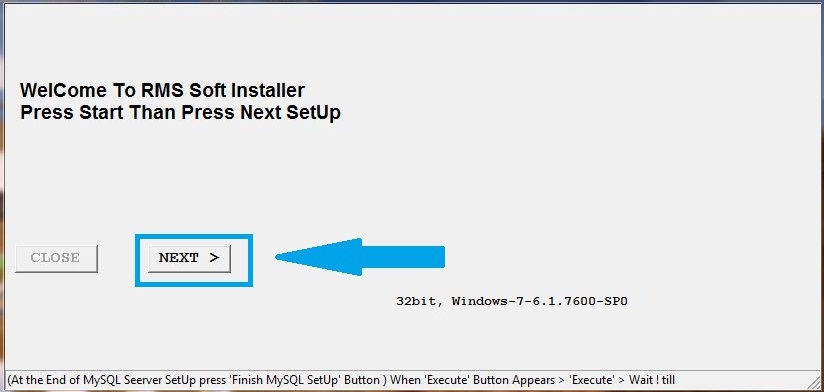 WelCome To RMS Soft Installer
Press Start Than Press Next SetUp
CLOSE
NEXT >
32bit, Windows-7-6.1.7600-SP0
(At the End of MySQL Seerver SetUp press 'Finish MySQL SetUp' Button ) When 'Execute' Button Appears > 'Execute' > Wait ! till